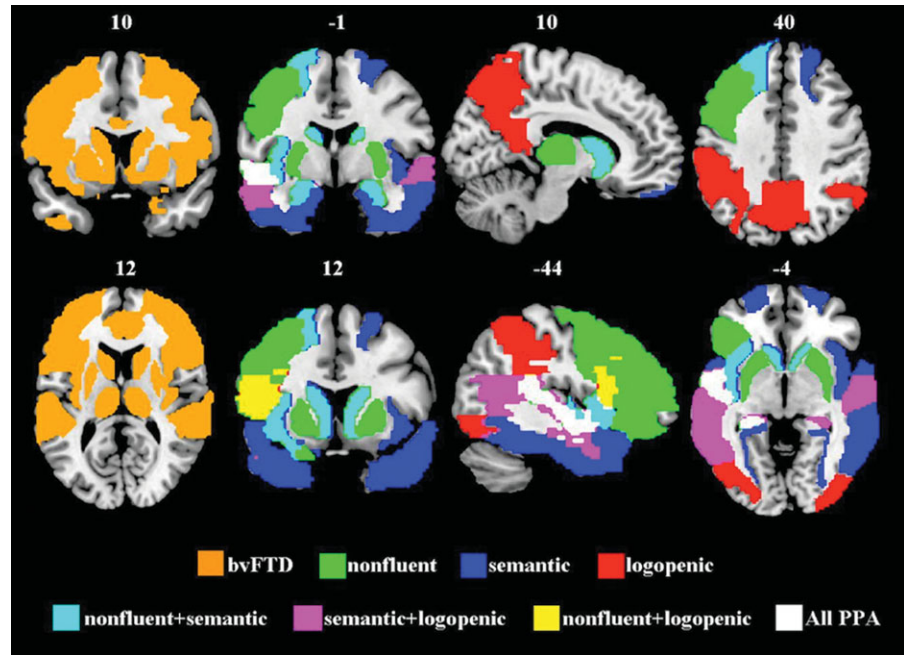 10 -1 10 40
12 12 -44 -4
bvFTD nonfluent semantic logopenic
nonfluent+semantic semantic+logopenic nonfluent+logopenic All PPA